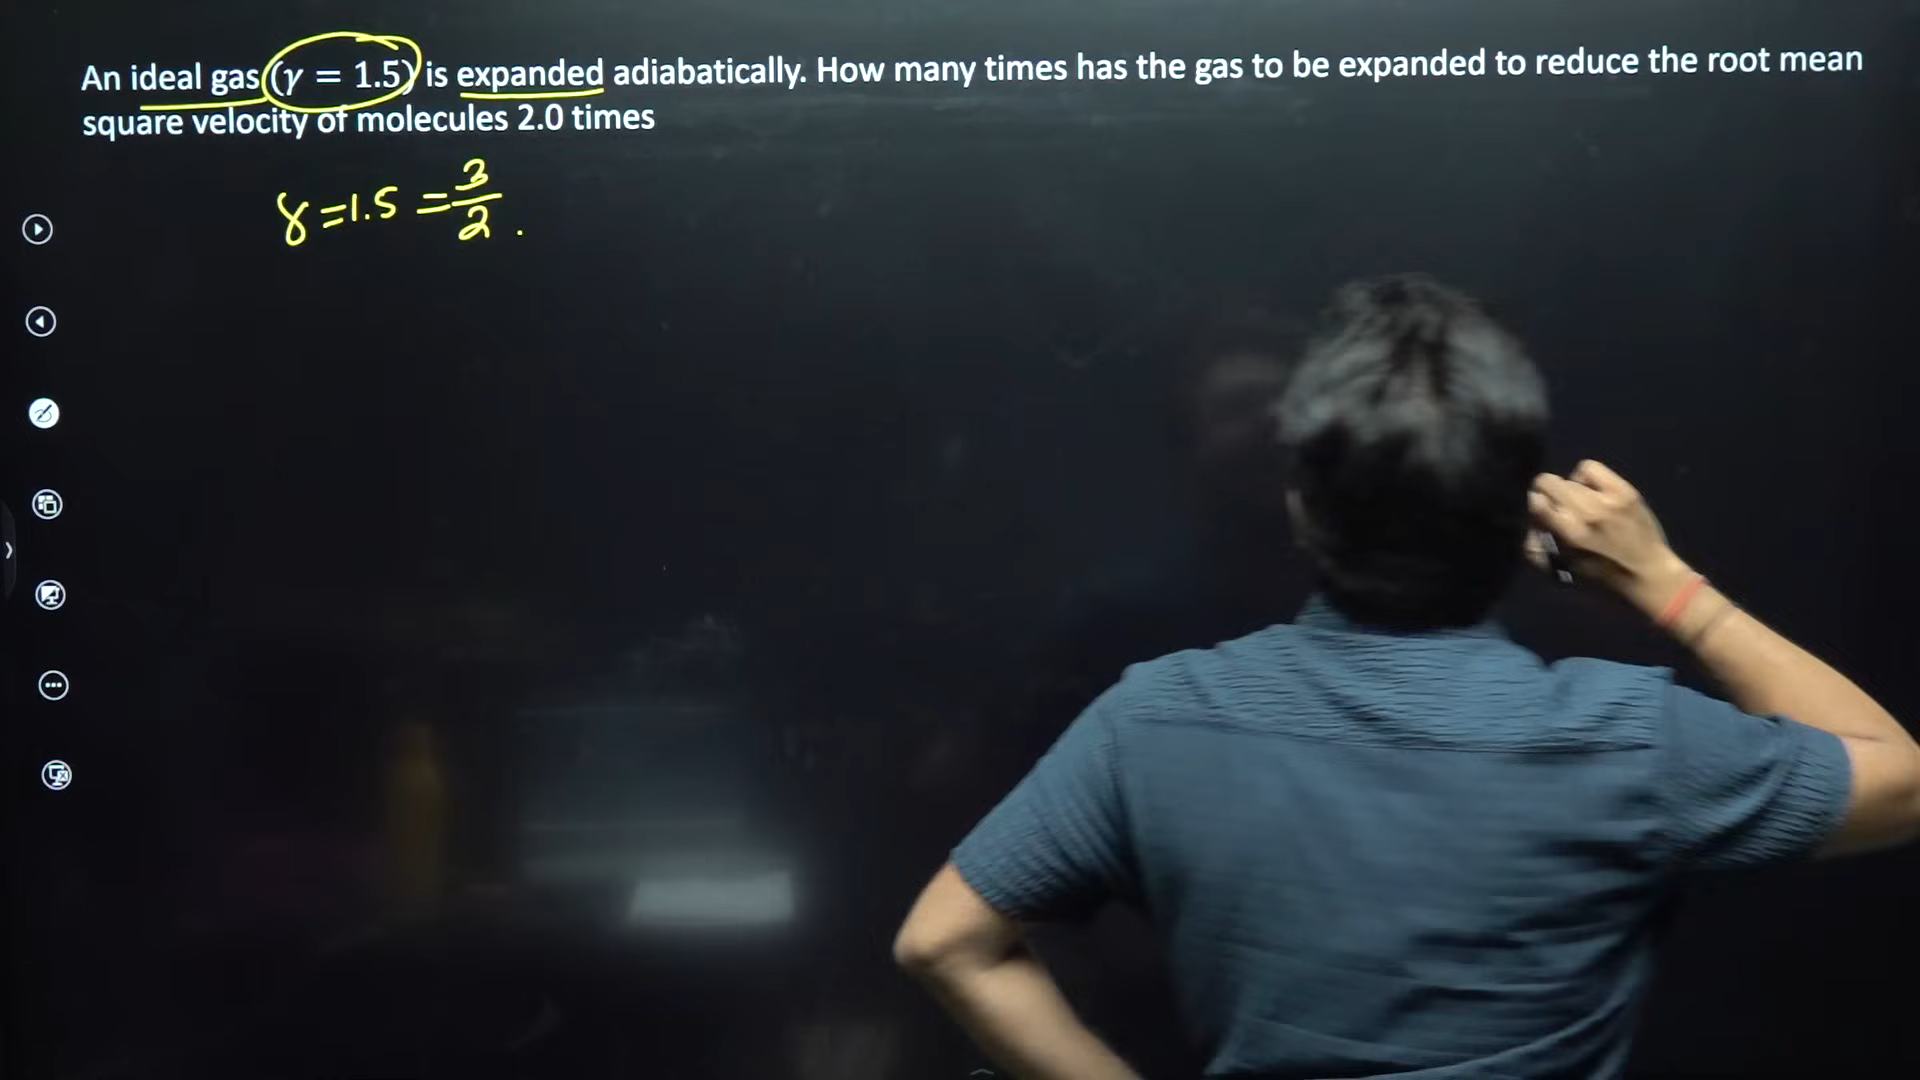 An ideal gas (γ = 1.5) is expanded adiabatically. How many times has the gas to be expanded to reduce the root mean
square velocity of molecules 2.0 times
γ = 1.5 = 3/2 .